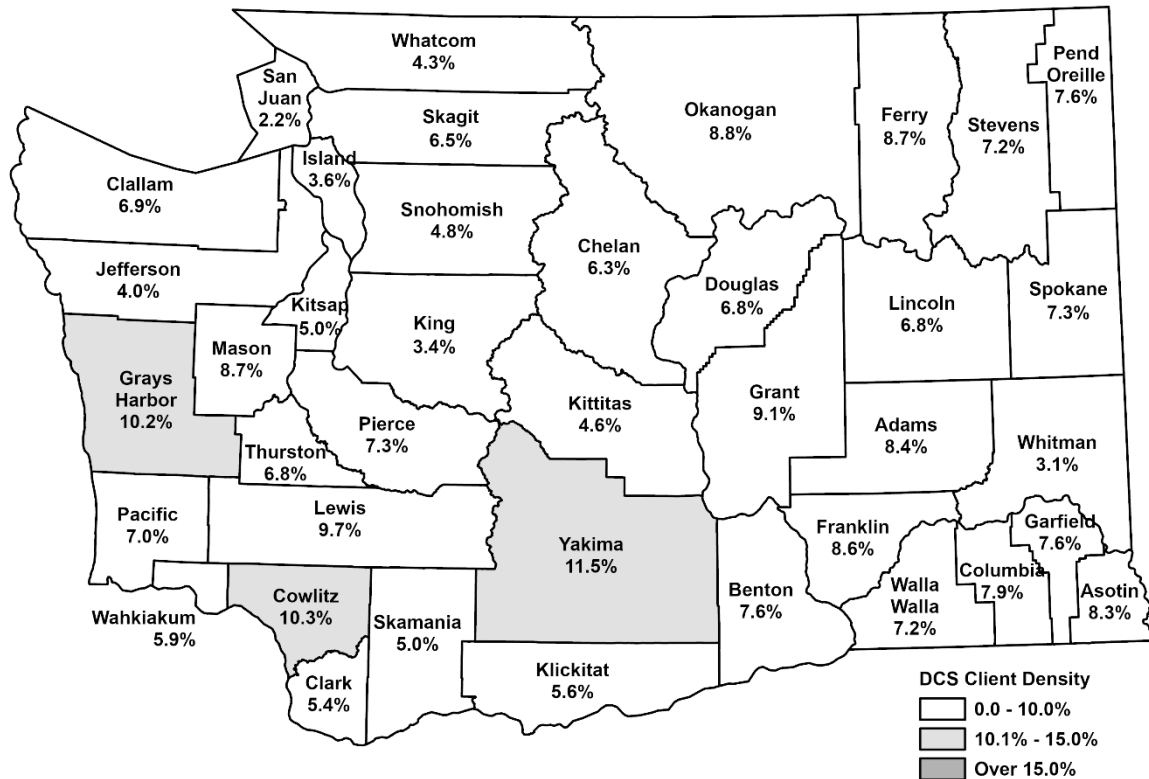 Whatcom
4.3%
San
Juan
2.2%
Skagit
6.5%
Island
3.6%
Okanogan
8.8%
Ferry
8.7%
Stevens
7.2%
Pend
Oreille
7.6%
Clallam
6.9%
Snohomish
4.8%
Chelan
6.3%
Jefferson
4.0%
Kitsap
5.0%
King
3.4%
Douglas
6.8%
Lincoln
6.8%
Spokane
7.3%
Mason
8.7%
Grays
Harbor
10.2%
Kittitas
4.6%
Grant
9.1%
Adams
8.4%
Whitman
3.1%
Thurston
6.8%
Pierce
7.3%
Pacific
7.0%
Lewis
9.7%
Yakima
11.5%
Franklin
8.6%
Garfield
7.6%
Columbia
7.9%
Asotin
8.3%
Benton
7.6%
Walla
Walla
7.2%
Wahkiakum
5.9%
Cowlitz
10.3%
Skamania
5.0%
Clark
5.4%
Klickitat
5.6%
DCS Client Density
0.0 - 10.0%
10.1% - 15.0%
Over 15.0%